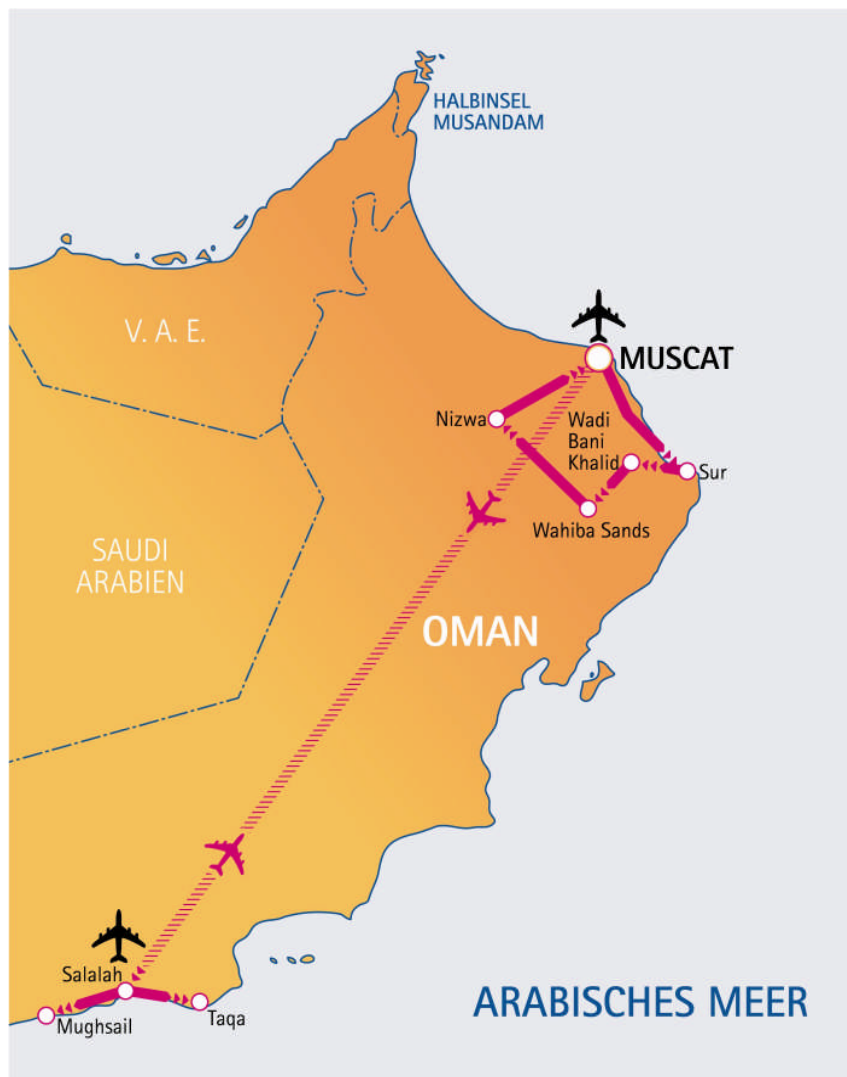 HALBINSEL
MUSANDAM
V. A. E.
MUSCAT
Nizwa
Wadi
Bani
Khalid
Sur
Wahiba Sands
SAUDI
ARABIEN
OMAN
Salalah
Mughsail
Taqa
ARABISCHES MEER